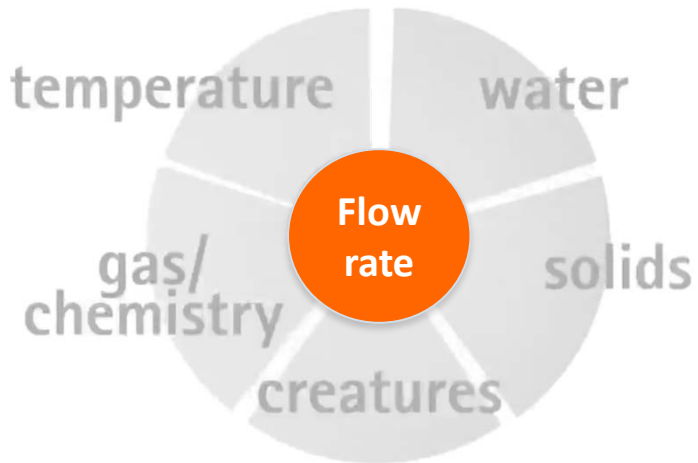 temperature
water
Flow
rate
gas/
chemistry
solids
creatures